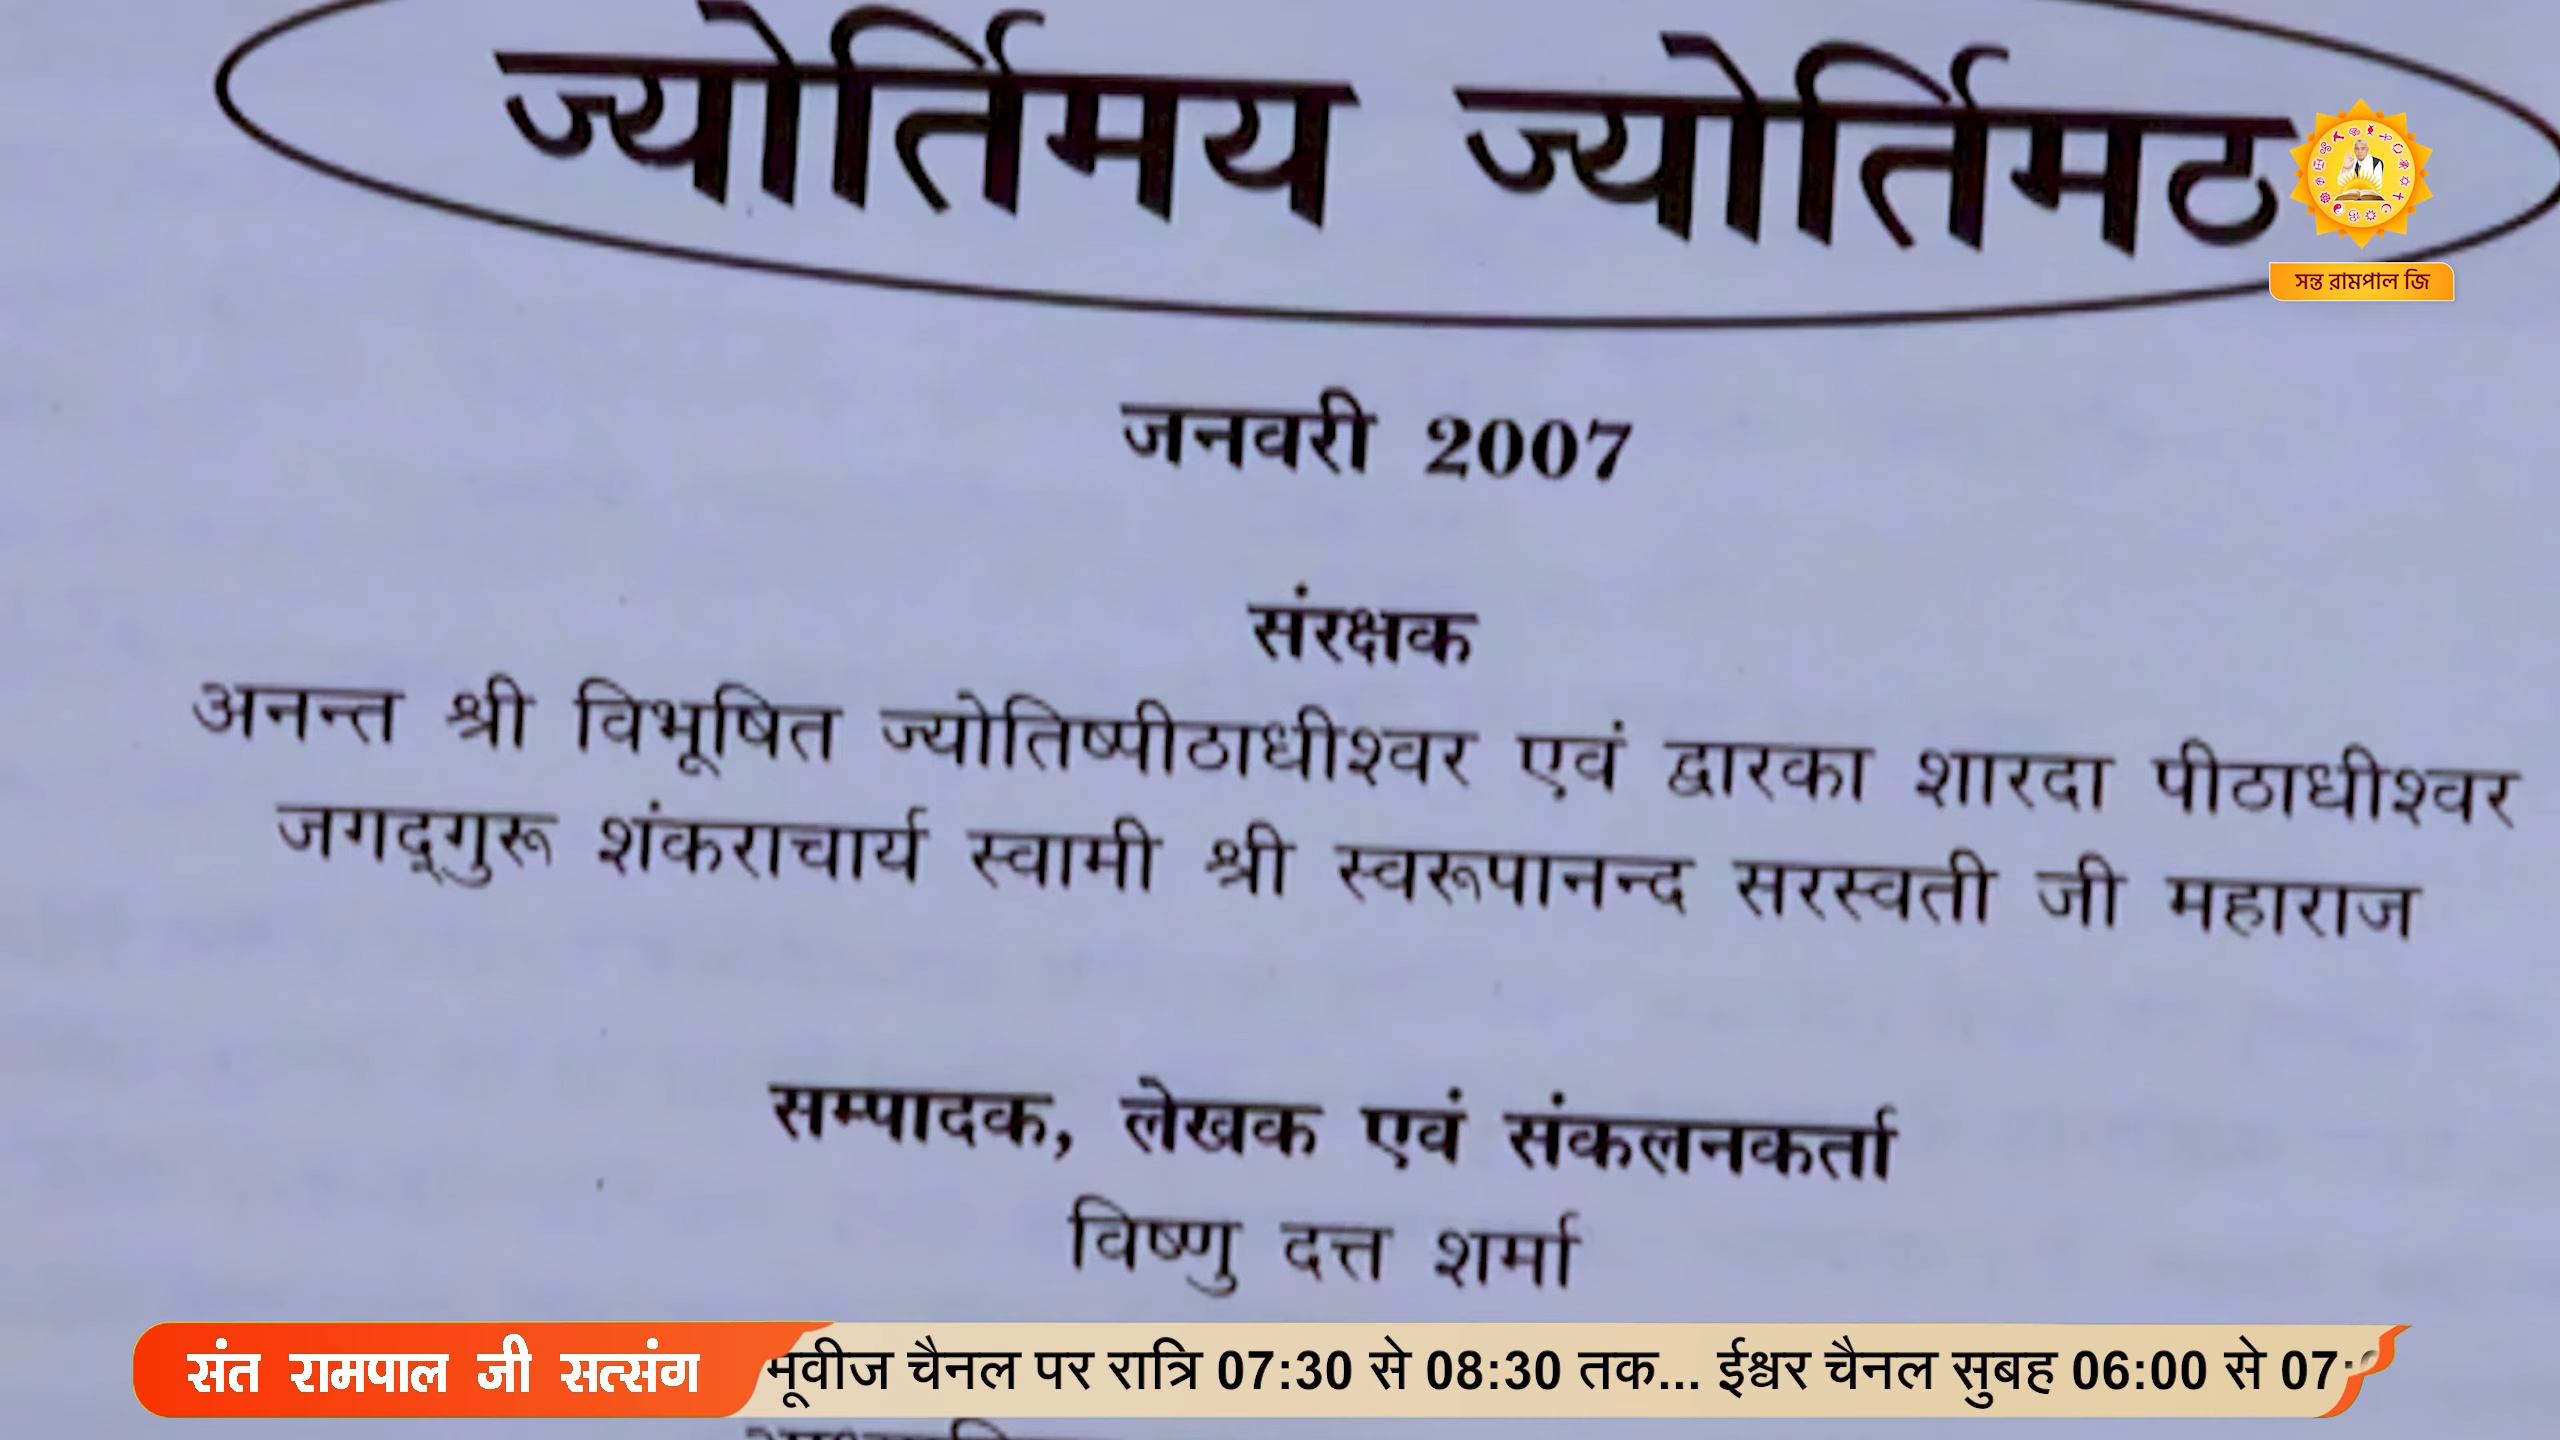 ज्योर्तिमय ज्योर्तिमठ
সন্ত রামপাল জি
जनवरी 2007
संरक्षक
अनन्त श्री विभूषित ज्योतिष्पीठाधीश्वर एवं द्वारका शारदा पीठाधीश्वर
जगद्गुरू शंकराचार्य स्वामी श्री स्वरूपानन्द सरस्वती जी महाराज
सम्पादक, लेखक एवं संकलनकर्ता
विष्णु दत्त शर्मा
संत रामपाल जी सत्संग
मूवीज चैनल पर रात्रि 07:30 से 08:30 तक... ईश्वर चैनल सुबह 06:00 से 07: